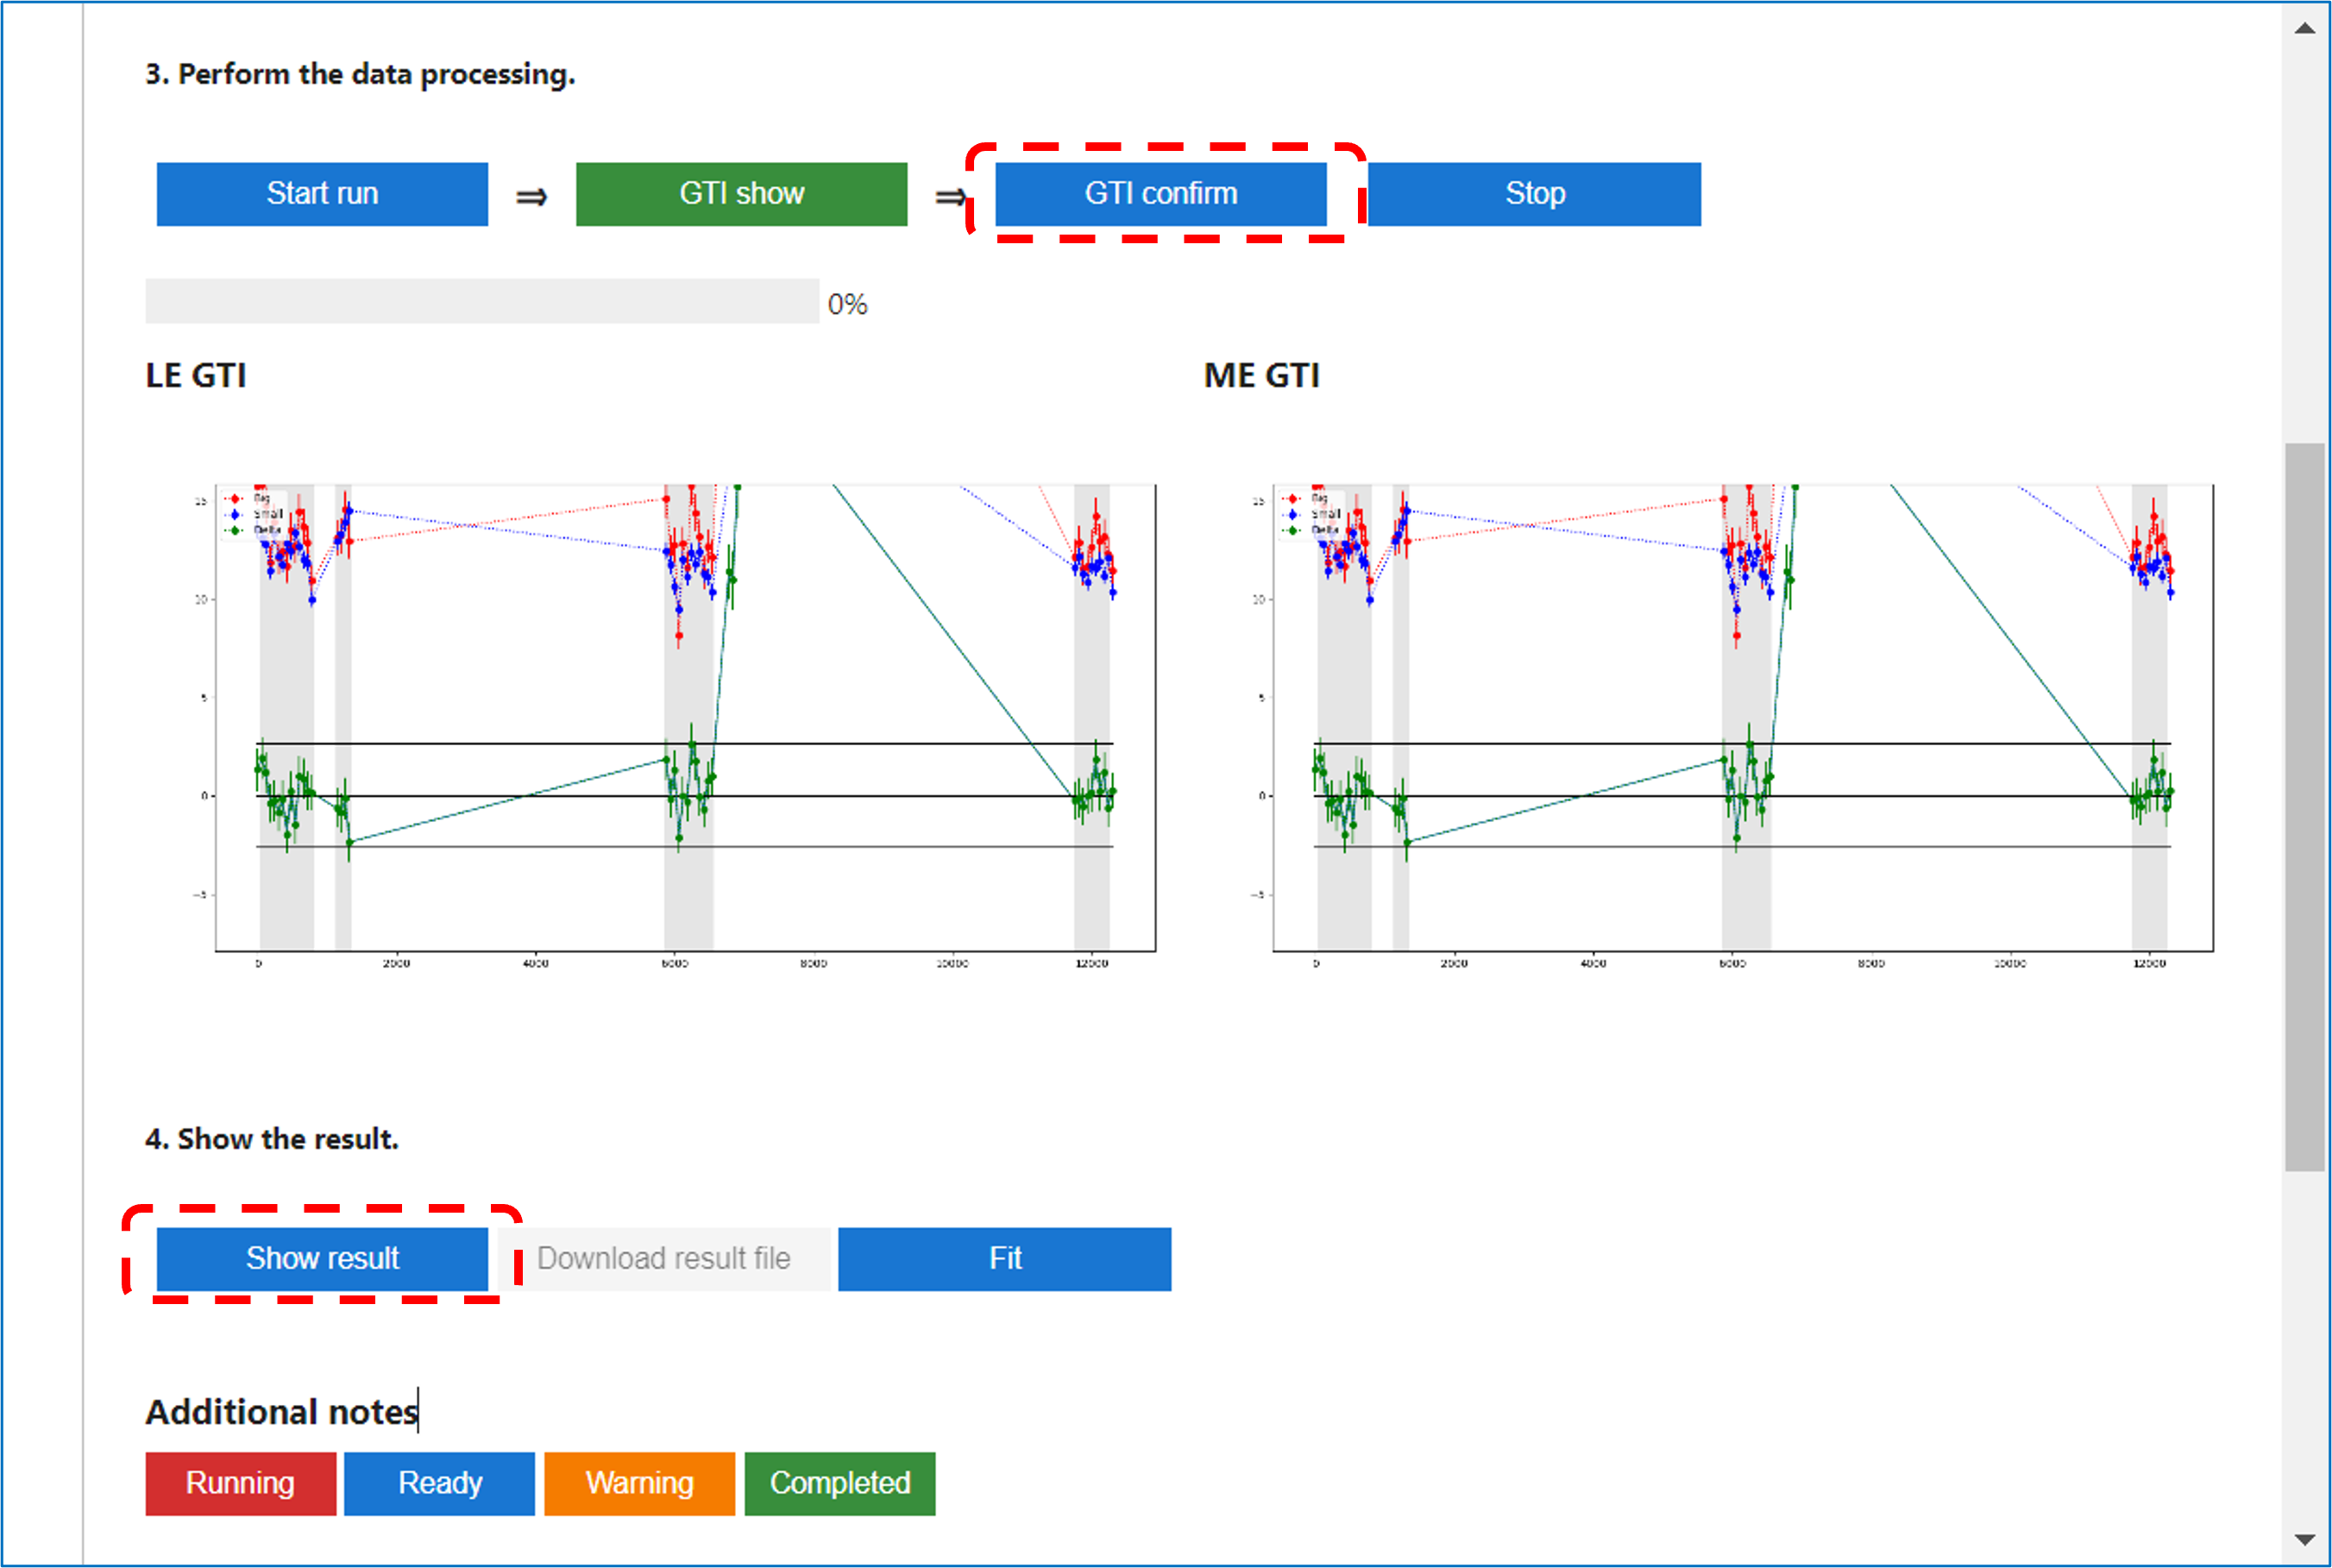 3. Perform the data processing.
Start run ⇒ GTI show ⇒ GTI confirm Stop
0%
LE GTI ME GTI
Big
Small
Delta
15
10
5
0
−5
0 2000 4000 6000 8000 10000 12000
Big
Small
Delta
15
10
5
0
−5
0 2000 4000 6000 8000 10000 12000
4. Show the result.
Show result Download result file Fit
Additional notes
Running Ready Warning Completed